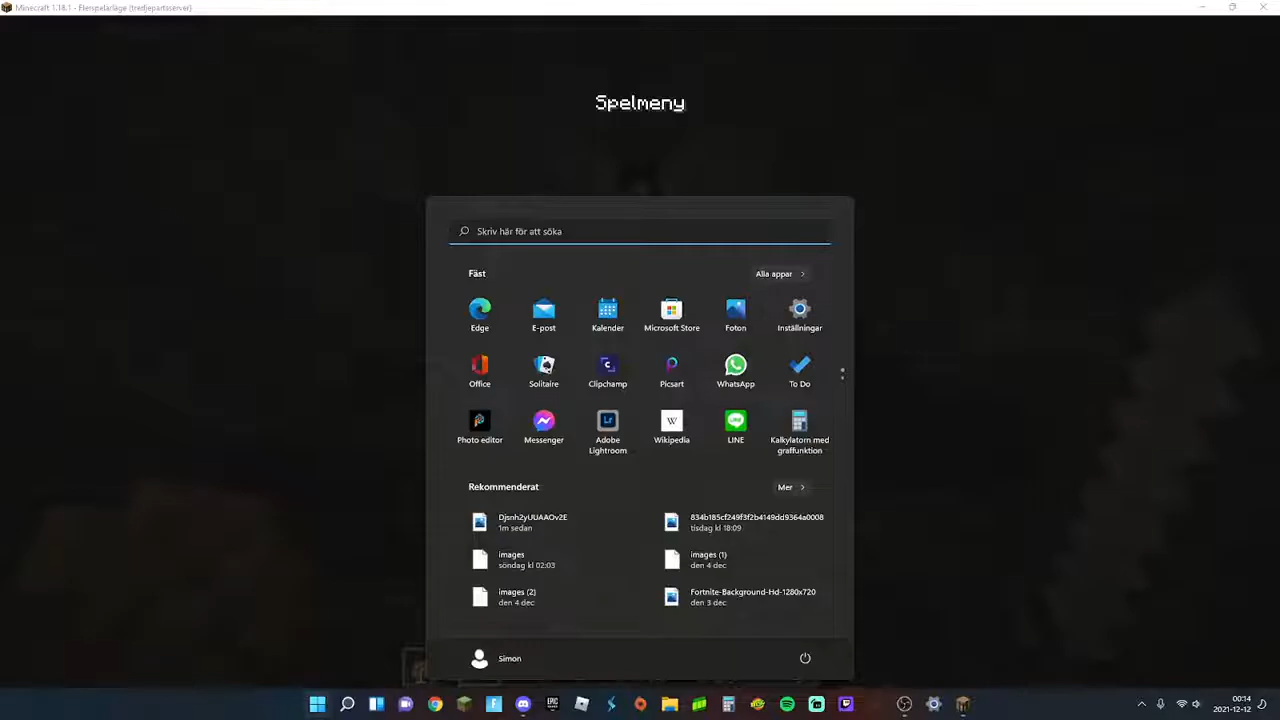 Minecraft 1.18.1 - Flerspelarläge (tredjepartsserver)
Spelmeny
Skriv här för att söka
Fäst
Alla appar
Edge
E-post
Kalender
Microsoft Store
Foton
Inställningar
Office
Solitaire
Clipchamp
Picsart
WhatsApp
To Do
Photo editor
Messenger
Adobe
Lightroom
Wikipedia
LINE
Kalkylatorn med
graffunktion
Rekommenderat
Mer
Djsnh2yUUAAOv2E
1m sedan
834b185cf249f3f2b4149dd9364a0008
tisdag kl 18:09
images
söndag kl 02:03
images (1)
den 4 dec
images (2)
den 4 dec
Fortnite-Background-Hd-1280x720
den 3 dec
Simon
00:14
2021-12-12